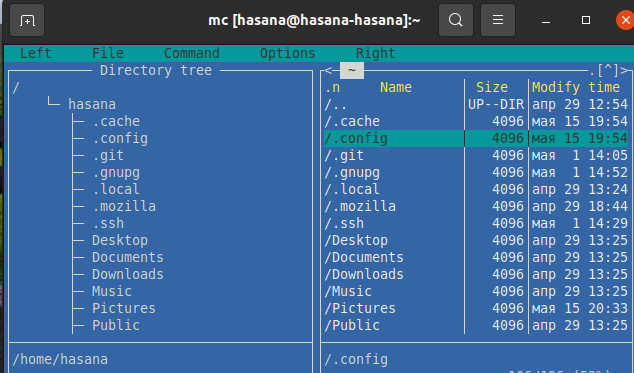 mc [hasana@hasana-hasana]:~
Left File Command Options Right
Directory tree
/
hasana
.cache
.config
.git
.gnupg
.local
.mozilla
.ssh
Desktop
Documents
Downloads
Music
Pictures
Public
/home/hasana
<─ ~ .[^]>
.n Name Size Modify time
/.. UP--DIR апр 29 12:54
/.cache 4096 мая 15 19:54
/.config 4096 мая 15 19:54
/.git 4096 мая 1 14:05
/.gnupg 4096 мая 1 14:52
/.local 4096 апр 29 13:24
/.mozilla 4096 апр 29 18:44
/.ssh 4096 мая 1 14:29
/Desktop 4096 апр 29 13:25
/Documents 4096 апр 29 13:25
/Downloads 4096 апр 29 13:25
/Music 4096 апр 29 13:25
/Pictures 4096 мая 15 20:33
/Public 4096 апр 29 13:25
/.config